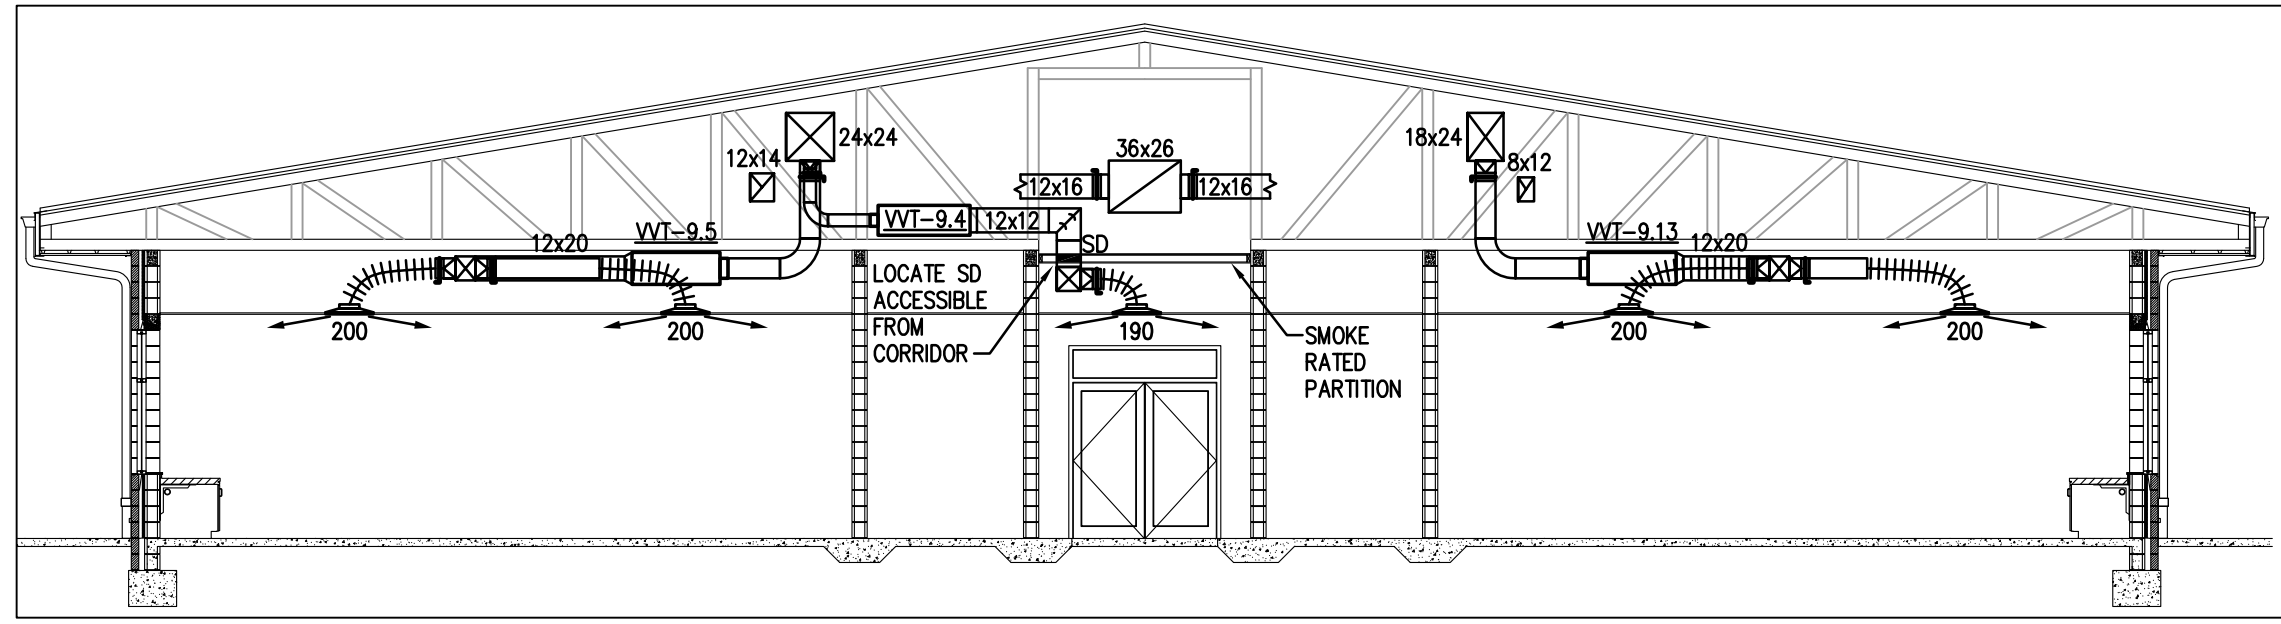 24x24
12x14
36x26
12x16
12x16
18x24
8x12
VVT-9.5
12x20
VVT-9.4
12x12
SD
VVT-9.13
12x20
LOCATE SD
ACCESSIBLE
FROM
CORRIDOR
SMOKE
RATED
PARTITION
200
200
190
200
200